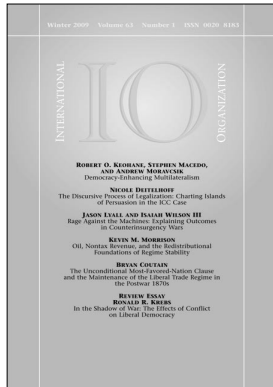 Winter 2009 Volume 63 Number 1 ISSN 0020 8183
INTERNATIONAL
IO
ORGANIZATION
ROBERT O. KEOHANE, STEPHEN MACEDO,
AND ANDREW MORAVCSIK
Democracy-Enhancing Multilateralism
NICOLE DEITELHOFF
The Discursive Process of Legalization: Charting Islands
of Persuasion in the ICC Case
JASON LYALL AND ISAIAH WILSON III
Rage Against the Machines: Explaining Outcomes
in Counterinsurgency Wars
KEVIN M. MORRISON
Oil, Nontax Revenue, and the Redistributional
Foundations of Regime Stability
BRYAN COUTAIN
The Unconditional Most-Favored-Nation Clause
and the Maintenance of the Liberal Trade Regime in
the Postwar 1870s
REVIEW ESSAY
RONALD R. KREBS
In the Shadow of War: The Effects of Conflict
on Liberal Democracy